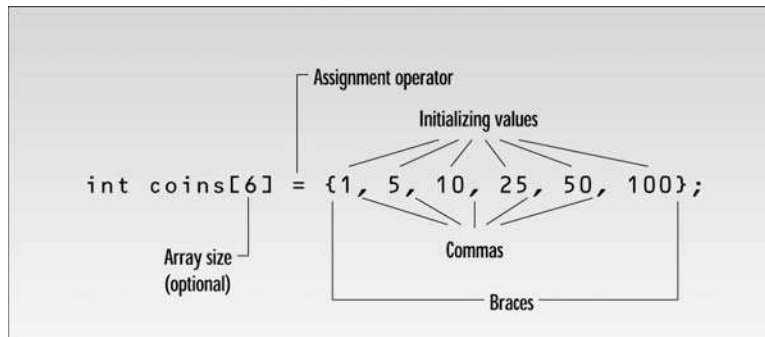 Assignment operator
Initializing values
int coins[6] = {1, 5, 10, 25, 50, 100};
Array size
(optional)
Commas
Braces